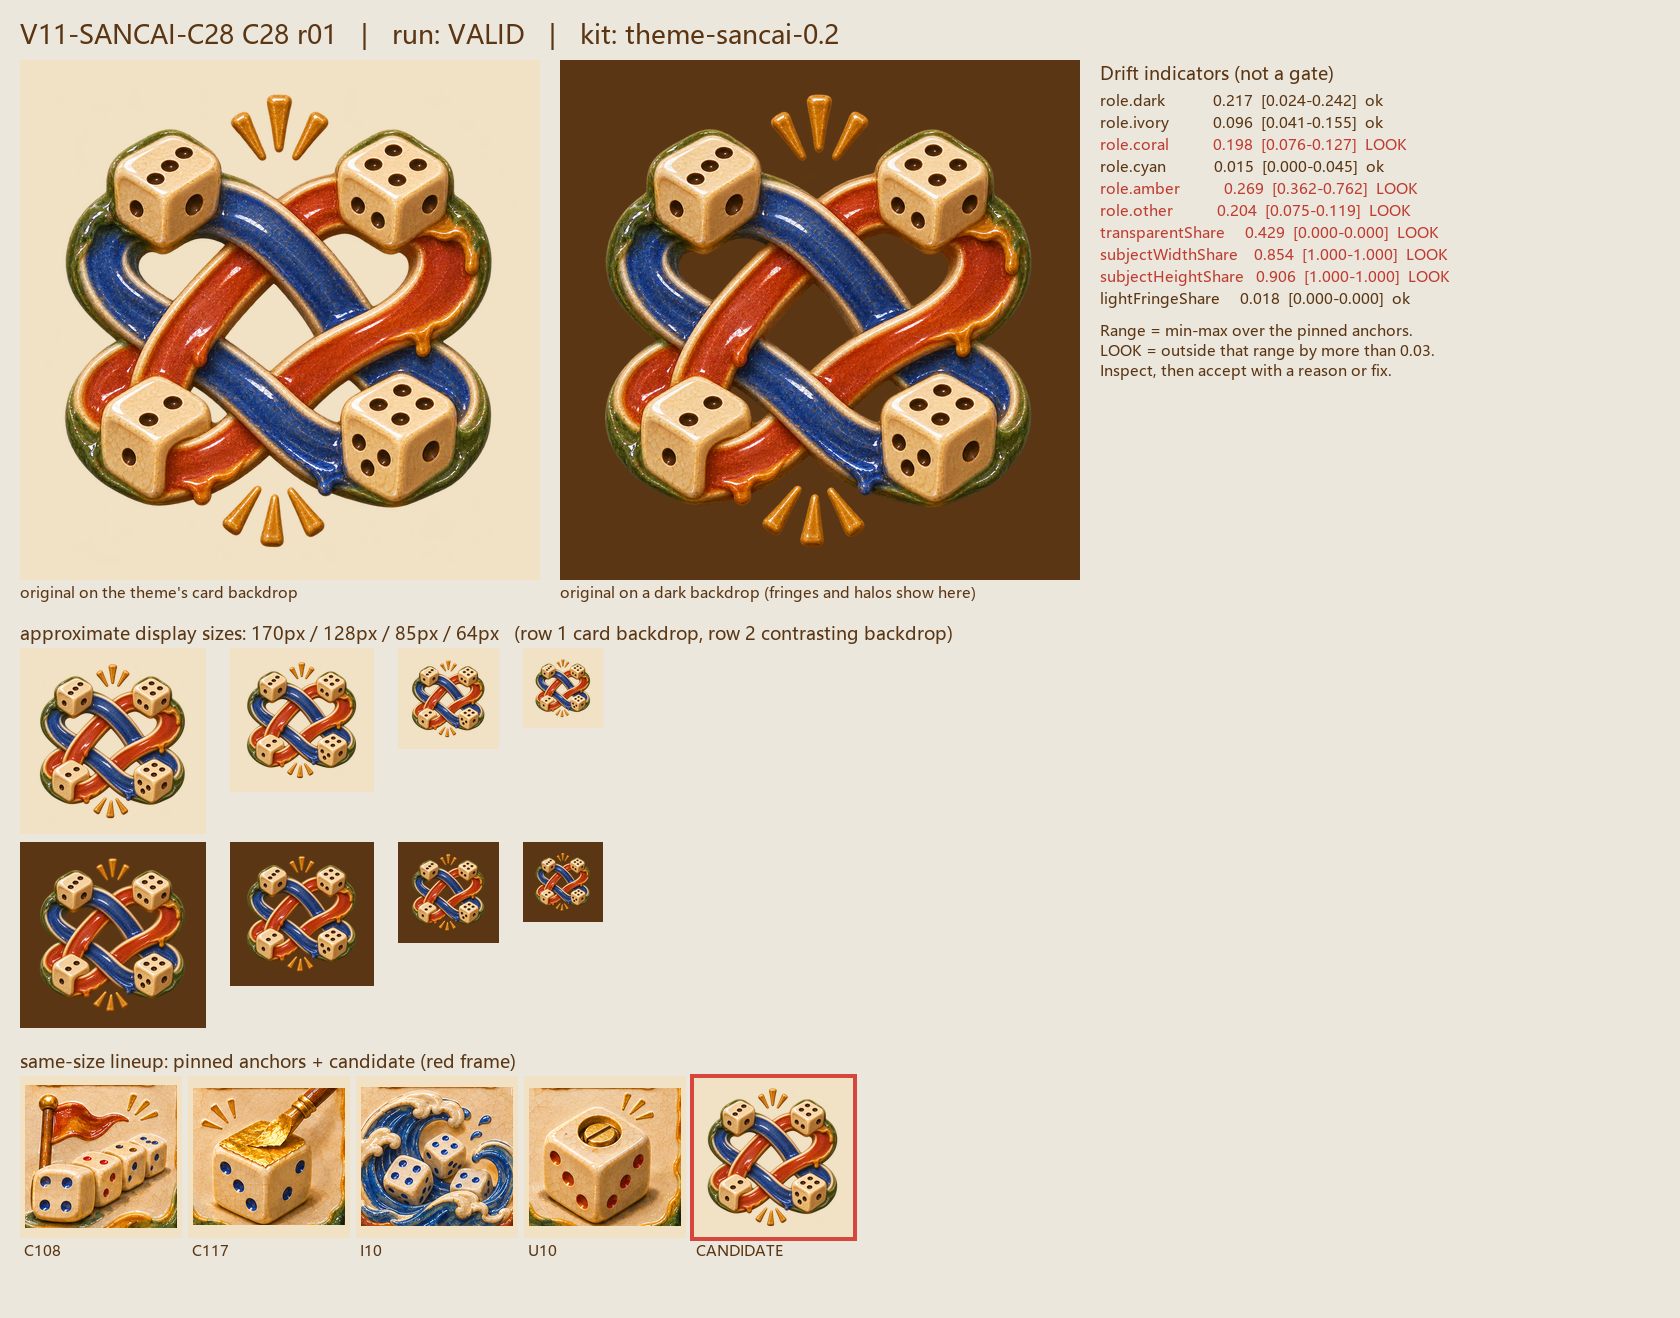 V11-SANCAI-C28 C28 r01 | run: VALID | kit: theme-sancai-0.2
original on the theme's card backdrop
original on a dark backdrop (fringes and halos show here)
Drift indicators (not a gate)
role.dark 0.217 [0.024-0.242] ok
role.ivory 0.096 [0.041-0.155] ok
role.coral 0.198 [0.076-0.127] LOOK
role.cyan 0.015 [0.000-0.045] ok
role.amber 0.269 [0.362-0.762] LOOK
role.other 0.204 [0.075-0.119] LOOK
transparentShare 0.429 [0.000-0.000] LOOK
subjectWidthShare 0.854 [1.000-1.000] LOOK
subjectHeightShare 0.906 [1.000-1.000] LOOK
lightFringeShare 0.018 [0.000-0.000] ok
Range = min-max over the pinned anchors.
LOOK = outside that range by more than 0.03.
Inspect, then accept with a reason or fix.
approximate display sizes: 170px / 128px / 85px / 64px (row 1 card backdrop, row 2 contrasting backdrop)
same-size lineup: pinned anchors + candidate (red frame)
C108
C117
I10
U10
CANDIDATE